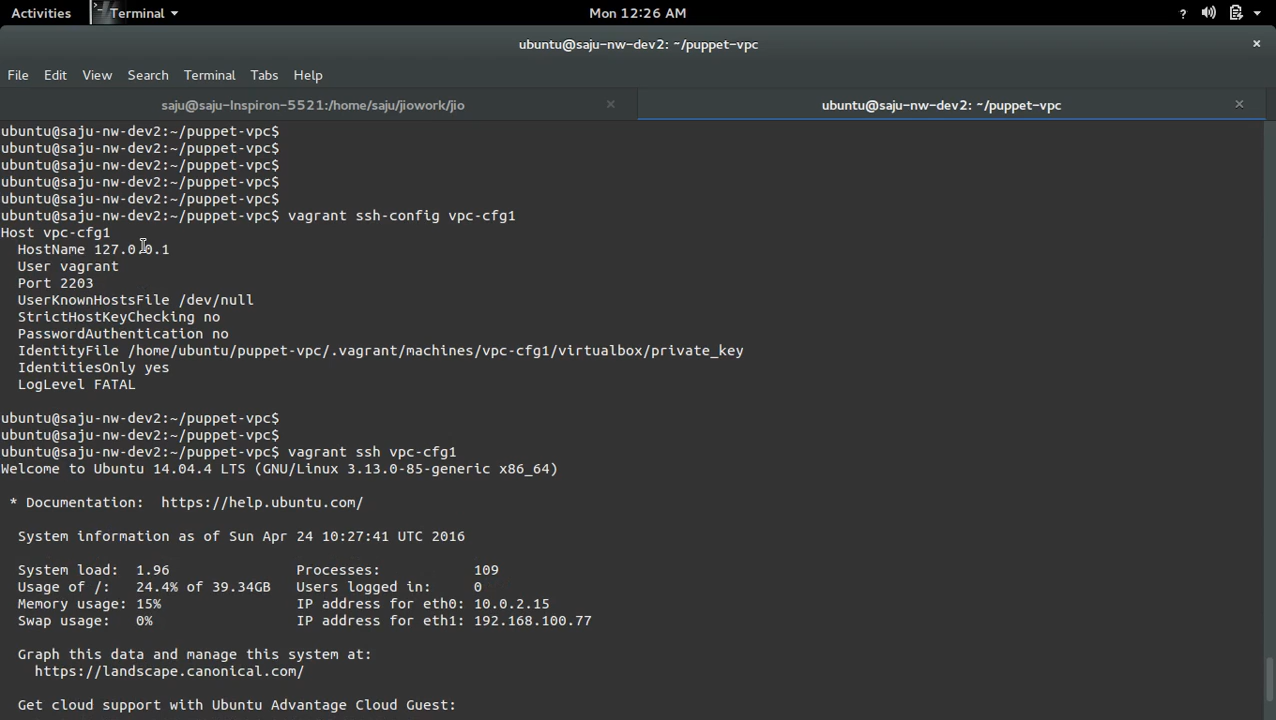 Activities Terminal Mon 12:26 AM ?
ubuntu@saju-nw-dev2: ~/puppet-vpc ×
File Edit View Search Terminal Tabs Help
saju@saju-Inspiron-5521:/home/saju/jiowork/jio × ubuntu@saju-nw-dev2: ~/puppet-vpc ×
ubuntu@saju-nw-dev2:~/puppet-vpc$
ubuntu@saju-nw-dev2:~/puppet-vpc$
ubuntu@saju-nw-dev2:~/puppet-vpc$
ubuntu@saju-nw-dev2:~/puppet-vpc$
ubuntu@saju-nw-dev2:~/puppet-vpc$
ubuntu@saju-nw-dev2:~/puppet-vpc$ vagrant ssh-config vpc-cfg1
Host vpc-cfg1
  HostName 127.0.0.1
  User vagrant
  Port 2203
  UserKnownHostsFile /dev/null
  StrictHostKeyChecking no
  PasswordAuthentication no
  IdentityFile /home/ubuntu/puppet-vpc/.vagrant/machines/vpc-cfg1/virtualbox/private_key
  IdentitiesOnly yes
  LogLevel FATAL
ubuntu@saju-nw-dev2:~/puppet-vpc$
ubuntu@saju-nw-dev2:~/puppet-vpc$
ubuntu@saju-nw-dev2:~/puppet-vpc$ vagrant ssh vpc-cfg1
Welcome to Ubuntu 14.04.4 LTS (GNU/Linux 3.13.0-85-generic x86_64)
 * Documentation:  https://help.ubuntu.com/
  System information as of Sun Apr 24 10:27:41 UTC 2016
  System load:  1.96               Processes:           109
  Usage of /:   24.4% of 39.34GB   Users logged in:     0
  Memory usage: 15%                IP address for eth0: 10.0.2.15
  Swap usage:   0%                 IP address for eth1: 192.168.100.77
  Graph this data and manage this system at:
    https://landscape.canonical.com/
  Get cloud support with Ubuntu Advantage Cloud Guest: